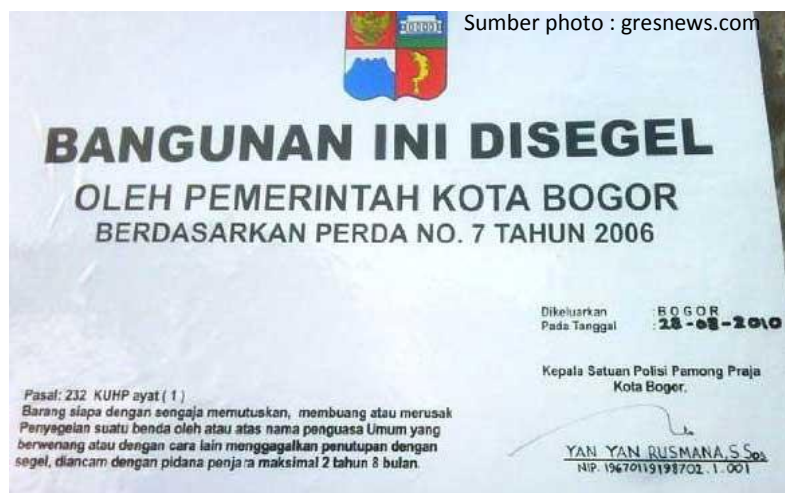 Sumber photo : gresnews.com
BANGUNAN INI DISEGEL
OLEH PEMERINTAH KOTA BOGOR
BERDASARKAN PERDA NO. 7 TAHUN 2006
Dikeluarkan : BOGOR
Pada Tanggal : 28-08-2010
Kepala Satuan Polisi Pamong Praja
Kota Bogor.
Pasal: 232 KUHP ayat ( 1 )
Barang siapa dengan sengaja memutuskan, membuang atau merusak
Penyegelan suatu benda oleh atau atas nama penguasa Umum yang
berwenang atau dengan cara lain menggagalkan penutupan dengan
segel, diancam dengan pidana penjara maksimal 2 tahun 8 bulan.
YAN YAN RUSMANA, S Sos
NIP. 19670119198702.1.001